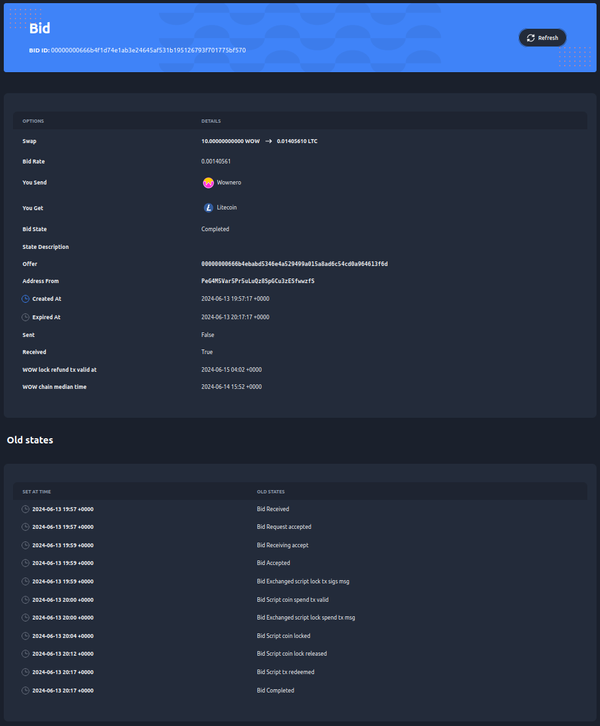 Bid
BID ID: 00000000666b4f1d74e1ab3e24645af531b195126793f701775bf570
Refresh
OPTIONS DETAILS
Swap 10.00000000000 WOW → 0.01405610 LTC
Bid Rate 0.00140561
You Send Wownero
You Get Litecoin
Bid State Completed
State Description
Offer 00000000666b4ebabd5346e4a529499a015a8ad6c54cd0a964613f6d
Address From PeG4M5Var5PrSuLuQz85pGCu3zE5fwwzf5
Created At 2024-06-13 19:57:17 +0000
Expired At 2024-06-13 20:17:17 +0000
Sent False
Received True
WOW lock refund tx valid at 2024-06-15 04:02 +0000
WOW chain median time 2024-06-14 15:52 +0000
Old states
SET AT TIME OLD STATES
2024-06-13 19:57 +0000 Bid Received
2024-06-13 19:57 +0000 Bid Request accepted
2024-06-13 19:59 +0000 Bid Receiving accept
2024-06-13 19:59 +0000 Bid Accepted
2024-06-13 19:59 +0000 Bid Exchanged script lock tx sigs msg
2024-06-13 20:00 +0000 Bid Script coin spend tx valid
2024-06-13 20:00 +0000 Bid Exchanged script lock spend tx msg
2024-06-13 20:04 +0000 Bid Script coin locked
2024-06-13 20:12 +0000 Bid Script coin lock released
2024-06-13 20:17 +0000 Bid Script tx redeemed
2024-06-13 20:17 +0000 Bid Completed